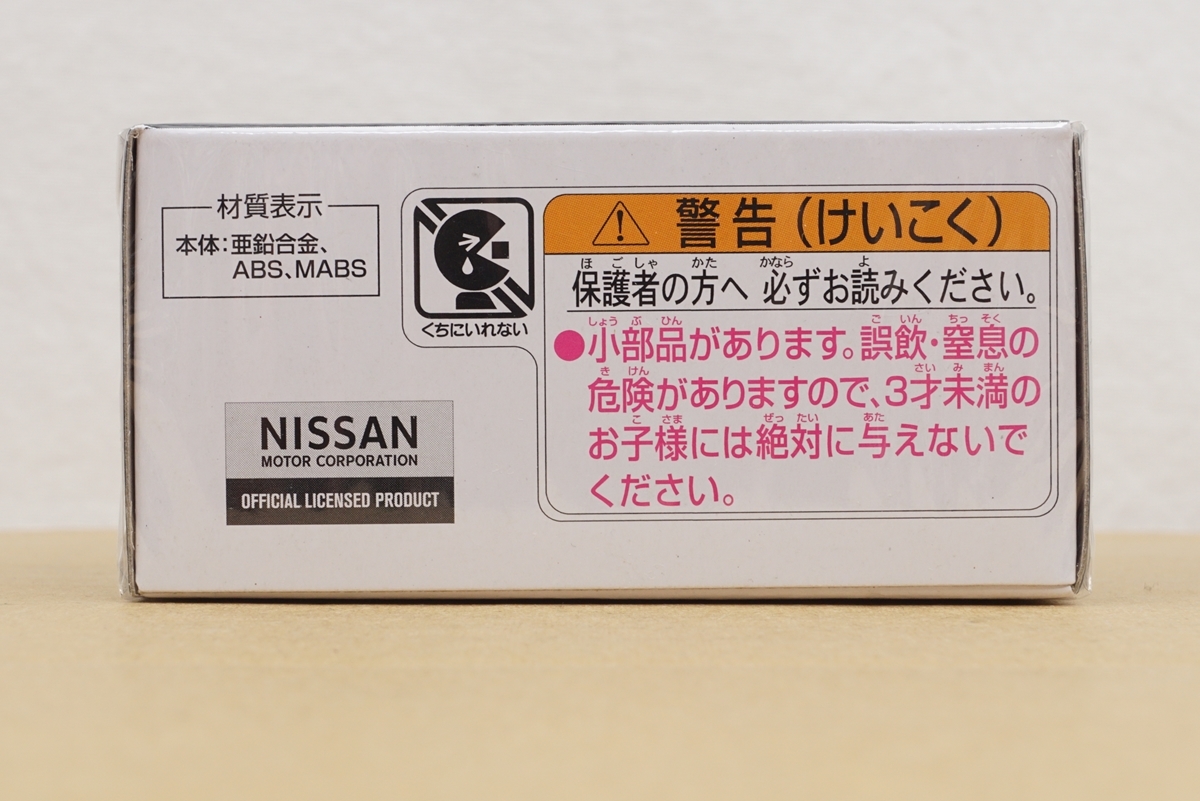 材質表示
本体：亜鉛合金、
ABS、MABS
くちにいれない
NISSAN
MOTOR CORPORATION
OFFICIAL LICENSED PRODUCT
警告（けいこく）
ほごしゃ かた かなら よ
保護者の方へ 必ずお読みください。
しょうぶひん ごいん ちっそく
●小部品があります。誤飲・窒息の
きけん さいみまん
危険がありますので、3才未満の
こさま ぜったい あた
お子様には絶対に与えないで
ください。